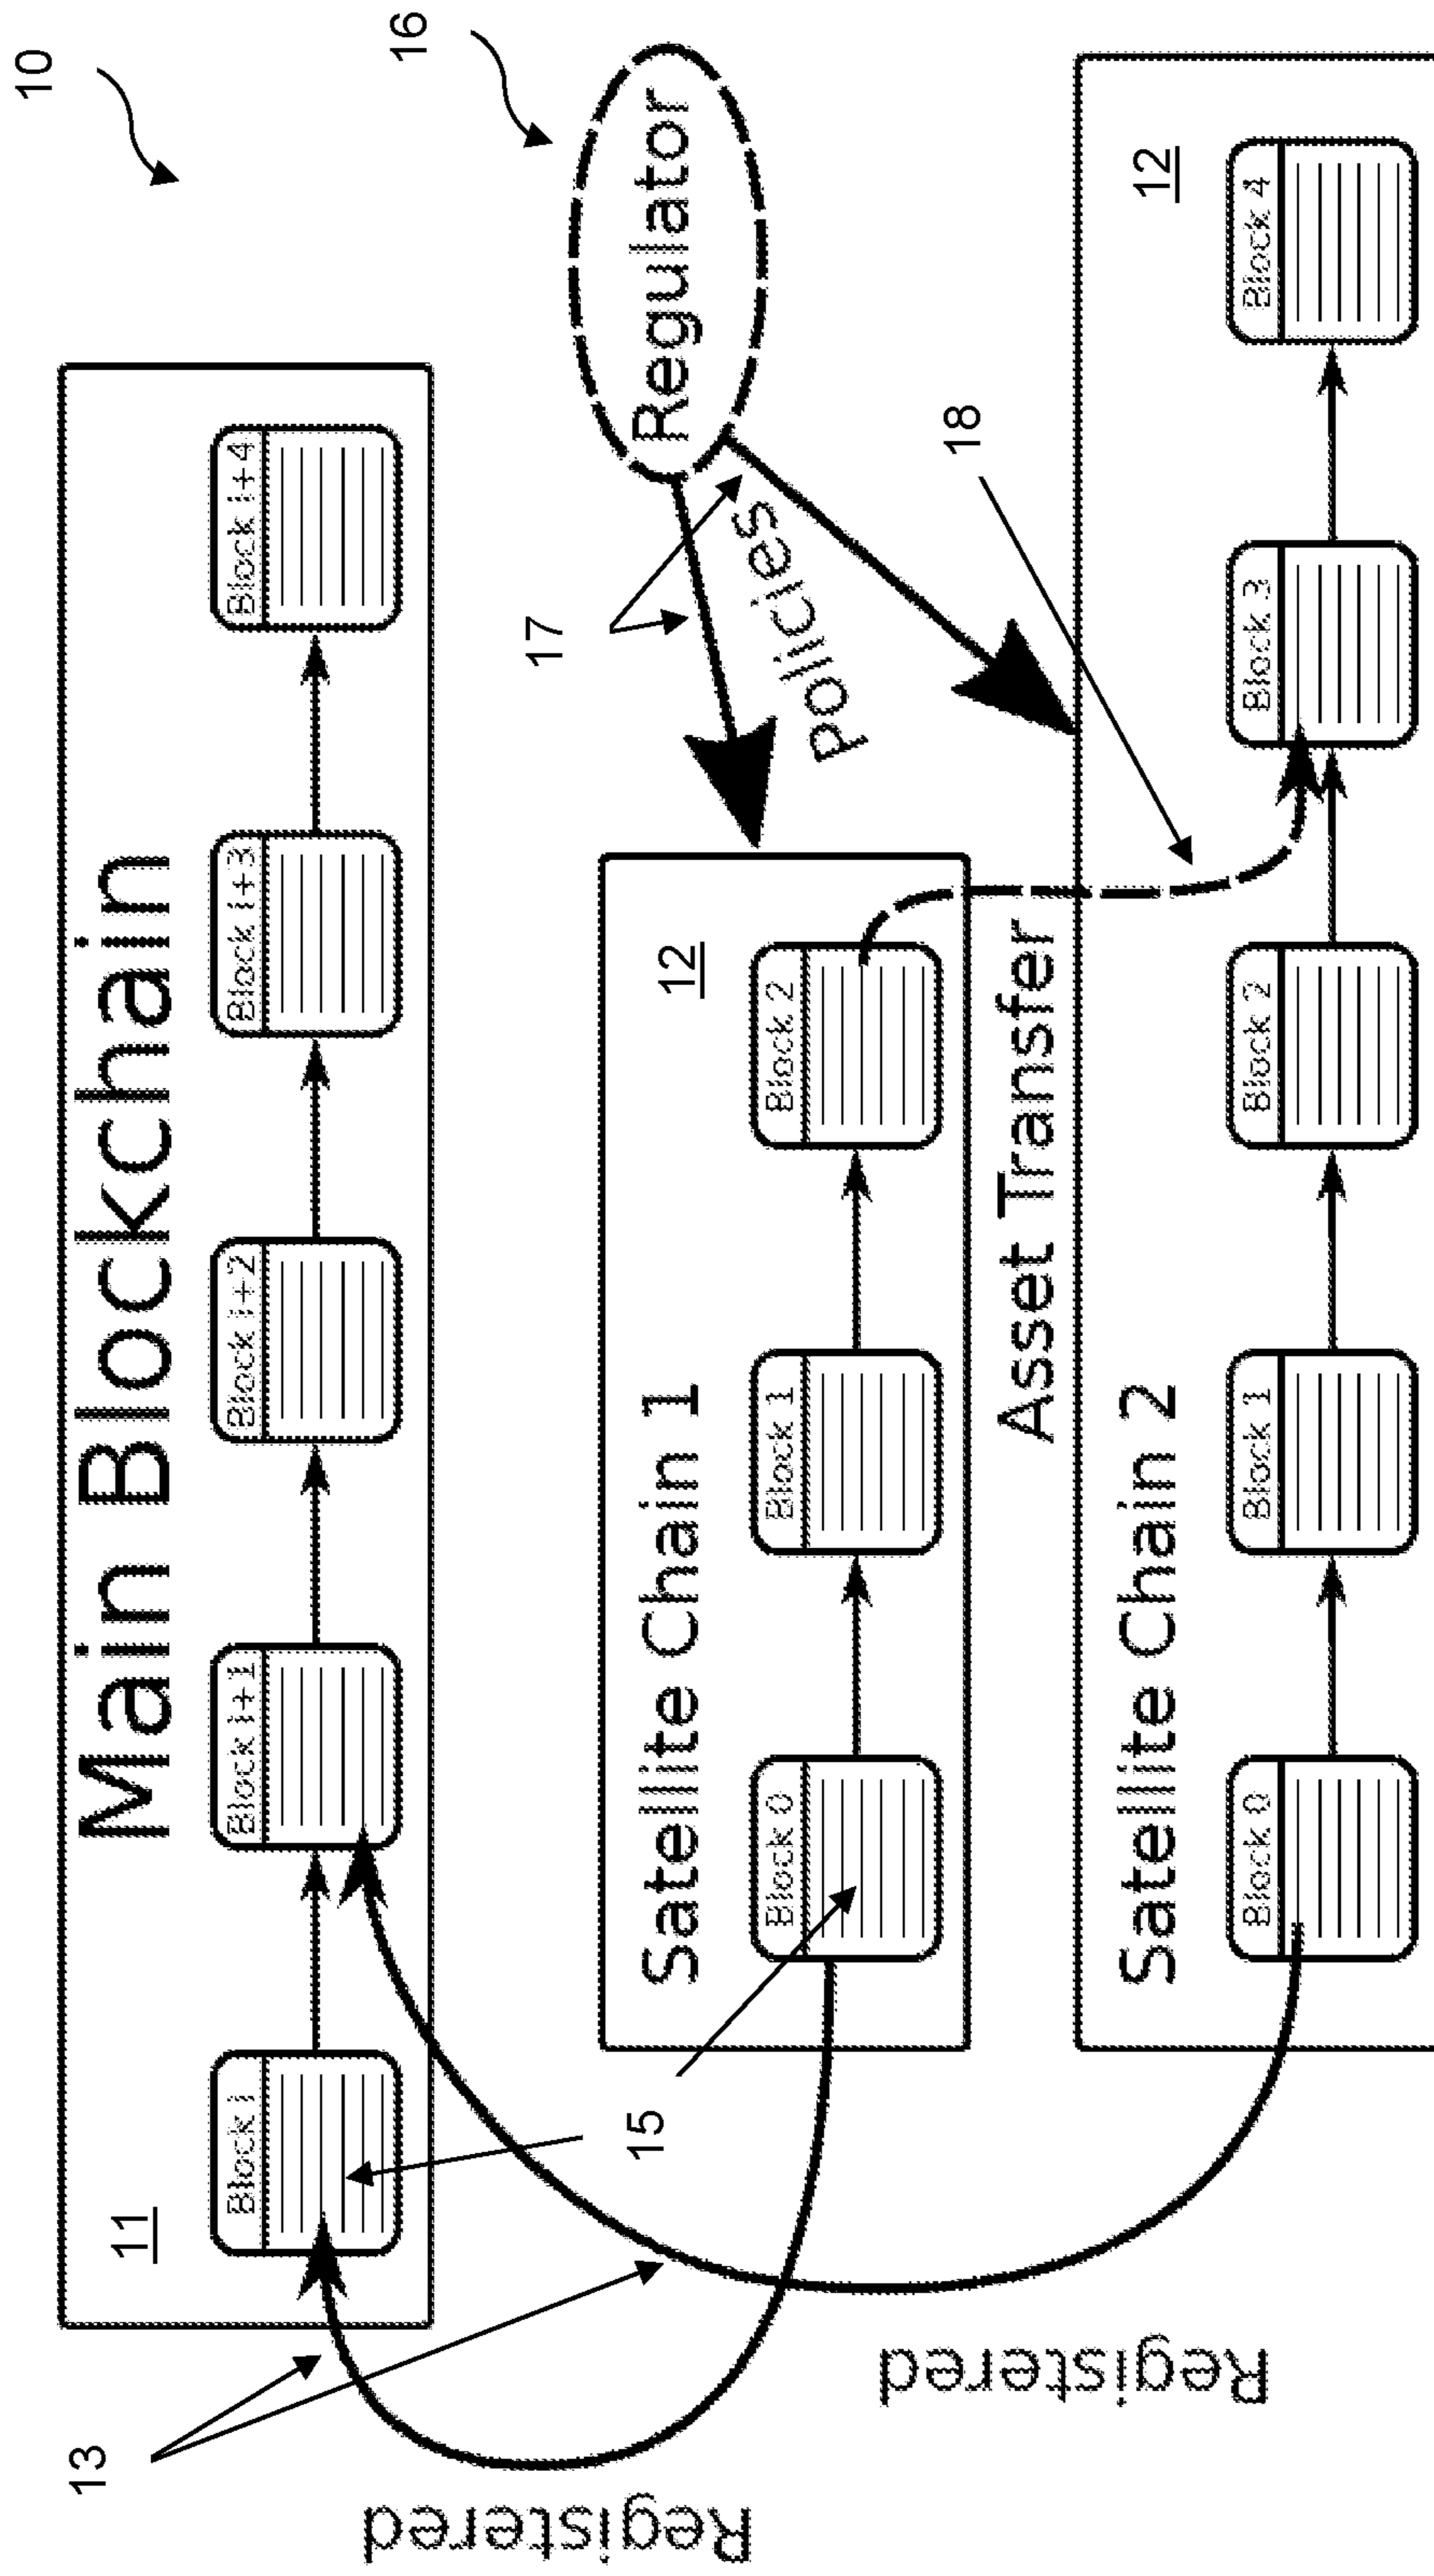 10
Main Blockchain
11
Block i
Block i+1
Block i+2
Block i+3
Block i+4
13
Registered
Registered
15
16
Regulator
17
Policies
Satellite Chain 1
12
Block 0
Block 1
Block 2
Asset Transfer
18
Satellite Chain 2
12
Block 0
Block 1
Block 2
Block 3
Block 4